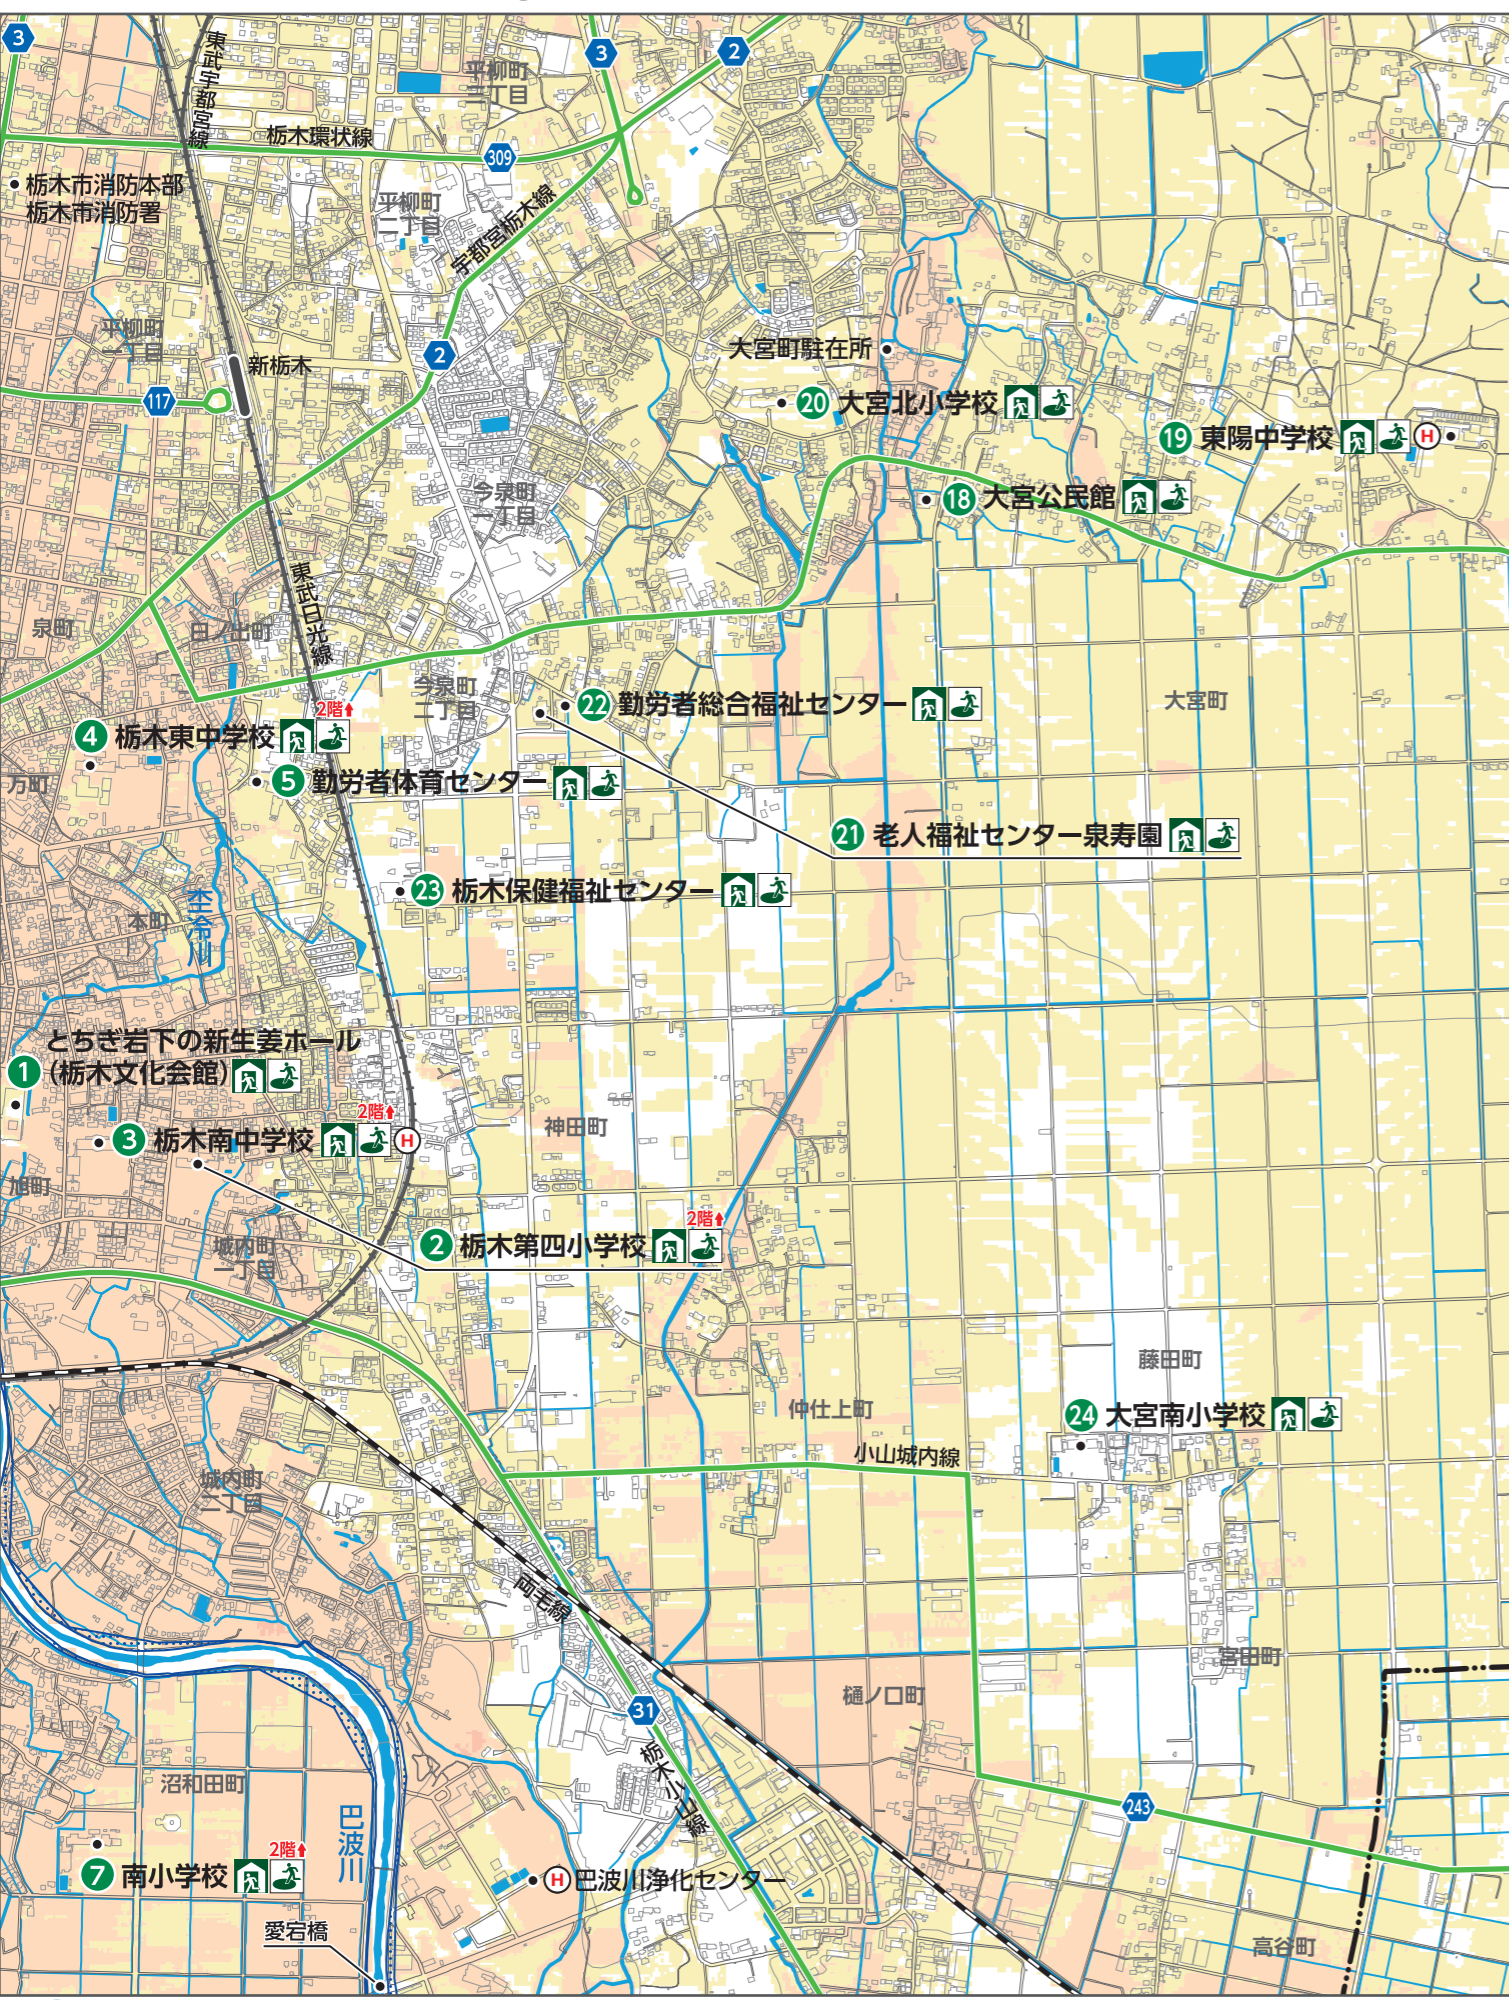 3
3
2
東武宇都宮線
平柳町
三丁目
栃木環状線
309
栃木市消防本部
栃木市消防署
平柳町
二丁目
宇都宮栃木線
平柳町
一丁目
新栃木
2
117
大宮町駐在所
20 大宮北小学校
19 東陽中学校 H
18 大宮公民館
今泉町
一丁目
東武日光線
泉町
日ノ出町
今泉町
二丁目
大宮町
22 勤労者総合福祉センター
2階↑
4 栃木東中学校
万町
5 勤労者体育センター
21 老人福祉センター泉寿園
23 栃木保健福祉センター
本町
杢冷川
とちぎ岩下の新生姜ホール
1 (栃木文化会館)
2階↑
3 栃木南中学校 H
神田町
旭町
2階↑
2 栃木第四小学校
城内町
一丁目
藤田町
仲仕上町
24 大宮南小学校
小山城内線
城内町
二丁目
両毛線
宮田町
樋ノ口町
31
栃木小山線
沼和田町
巴波川
243
2階↑
7 南小学校
H 巴波川浄化センター
愛宕橋
高谷町